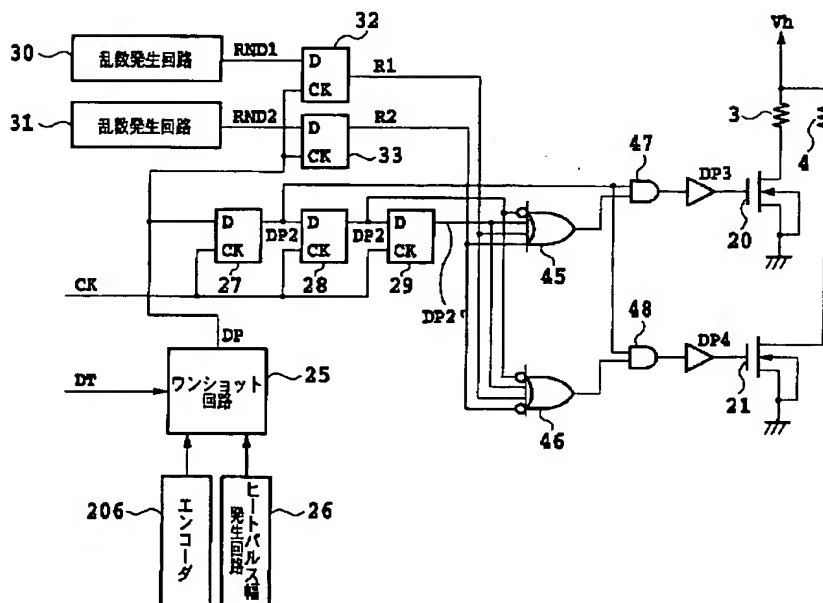 32
30
乱数発生回路
RND1
D
CK
R1
Vh
31
乱数発生回路
RND2
D
CK
R2
33
3
4
47
DP3
20
D
CK
27
DP2
D
CK
28
DP2
D
CK
29
45
CK
DP2
DP
48
DP4
21
DT
ワンショット
回路
25
46
206
エンコーダ
ヒートパルス幅
発生回路
26